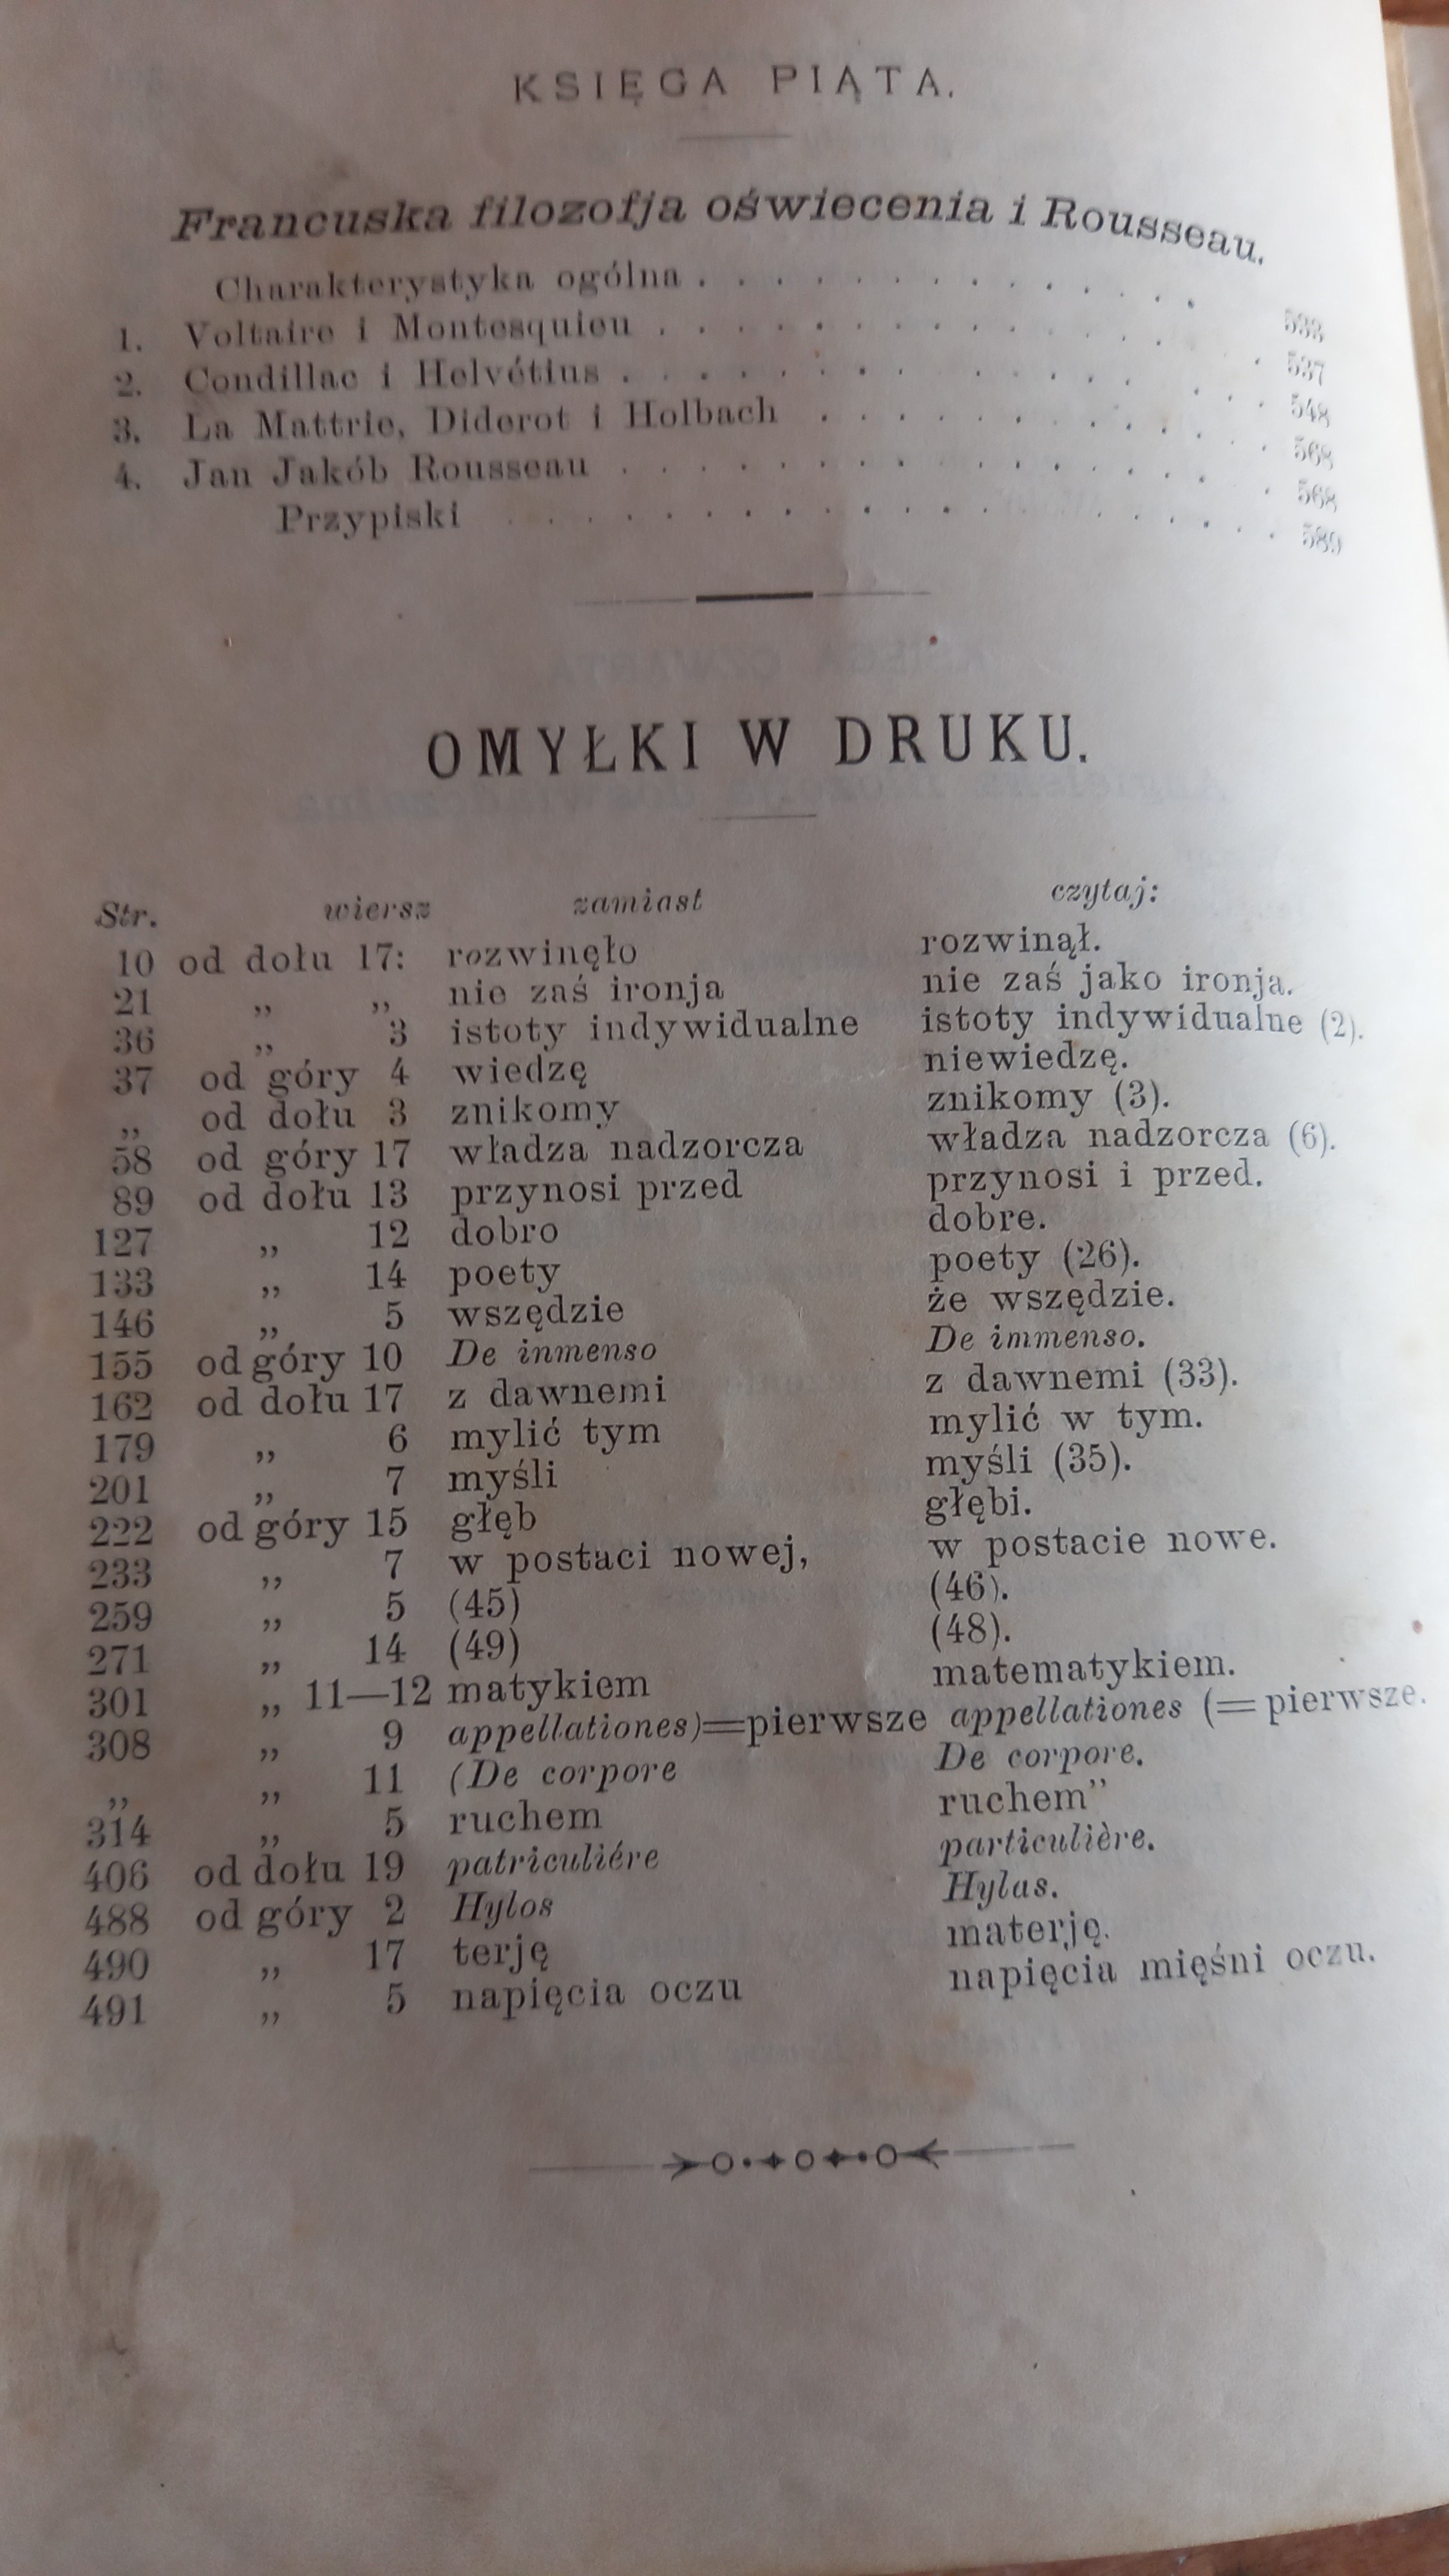 KSIĘGA PIĄTA.
Francuska filozofja oświecenia i Rousseau.
Charakterystyka ogólna . . . . . . . . . . . . . 533
1. Voltaire i Montesquieu . . . . . . . . . . . . . . . 537
2. Condillac i Helvétius . . . . . . . . . . . . . . . . 548
3. La Mattrie, Diderot i Holbach . . . . . . . . . . . . 568
4. Jan Jakób Rousseau . . . . . . . . . . . . . . . . 568
Przypiski . . . . . . . . . . . . . . . . . . . 589
OMYŁKI W DRUKU.
Str. wiersz zamiast czytaj:
10 od dołu 17: rozwinęło rozwinął.
21 „ „ nie zaś ironja nie zaś jako ironja.
36 „ 3 istoty indywidualne istoty indywidualne (2).
37 od góry 4 wiedzę niewiedzę.
„ od dołu 3 znikomy znikomy (3).
58 od góry 17 władza nadzorcza władza nadzorcza (6).
89 od dołu 13 przynosi przed przynosi i przed.
127 „ 12 dobro dobre.
133 „ 14 poety poety (26).
146 „ 5 wszędzie że wszędzie.
155 od góry 10 De inmenso De immenso.
162 od dołu 17 z dawnemi z dawnemi (33).
179 „ 6 mylić tym mylić w tym.
201 „ 7 myśli myśli (35).
222 od góry 15 głęb głębi.
233 „ 7 w postaci nowej, w postacie nowe.
259 „ 5 (45) (46).
271 „ 14 (49) (48).
301 „ 11—12 matykiem matematykiem.
308 „ 9 appellationes)=pierwsze appellationes (=pierwsze.
„ „ 11 (De corpore De corpore.
314 „ 5 ruchem ruchem”
406 od dołu 19 patriculiére particulière.
488 od góry 2 Hylos Hylas.
490 „ 17 terję materję.
491 „ 5 napięcia oczu napięcia mięśni oczu.